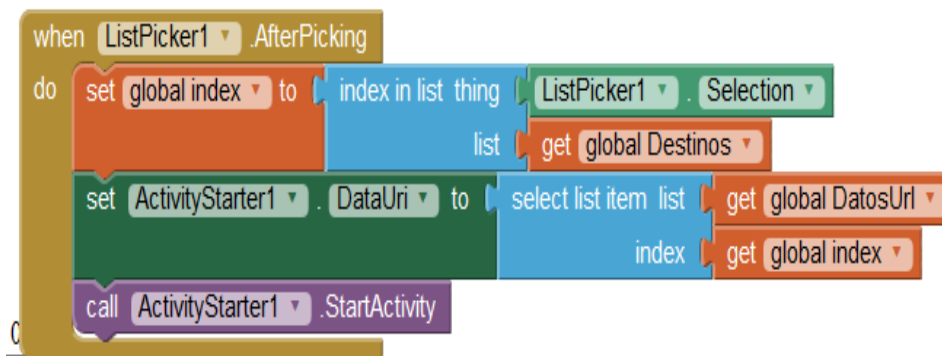 when ListPicker1 .AfterPicking
do set global index to index in list thing ListPicker1 . Selection
list get global Destinos
set ActivityStarter1 . DataUri to select list item list get global DatosUrl
index get global index
call ActivityStarter1 .StartActivity